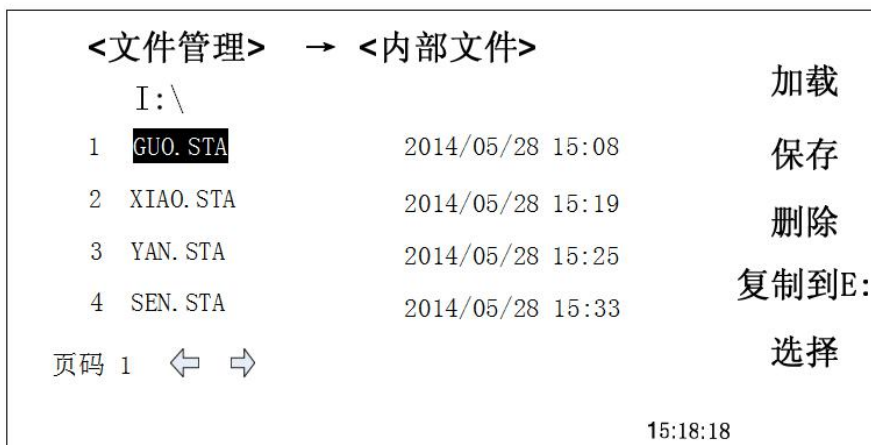 <文件管理> → <内部文件>
加载
I:\
1 GUO.STA 2014/05/28 15:08
保存
2 XIAO.STA 2014/05/28 15:19
删除
3 YAN.STA 2014/05/28 15:25
复制到E:
4 SEN.STA 2014/05/28 15:33
选择
页码 1
15:18:18